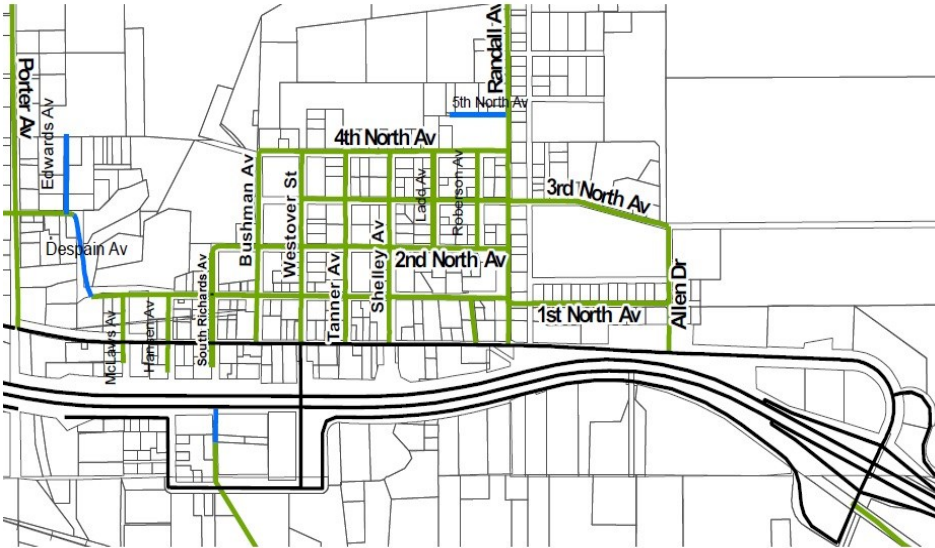 Porter Av
Edwards Av
Randall Av
5th North Av
4th North Av
Bushman Av
Westover St
Ladd Av
Roberson Av
3rd North Av
Despain Av
South Richards Av
Tanner Av
Shelley Av
2nd North Av
Allen Dr
1st North Av
McLaws Av
Hansen Av